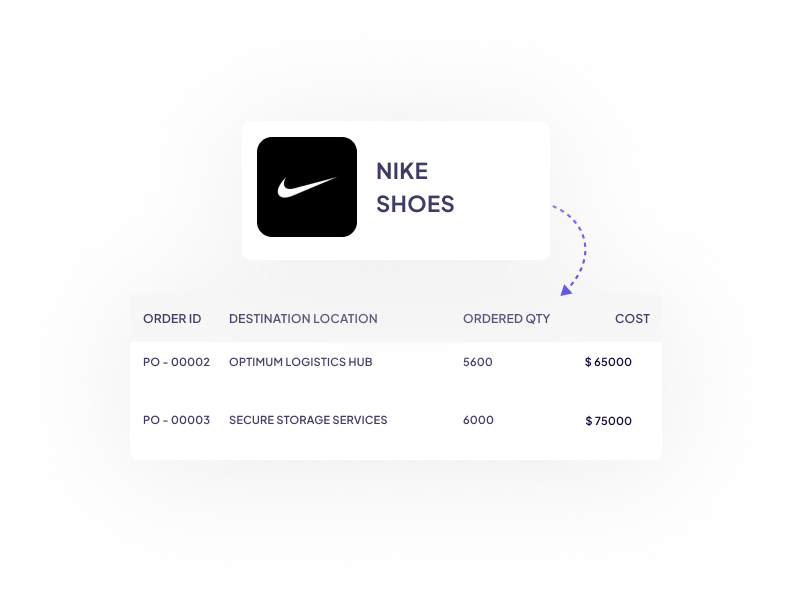 NIKE
SHOES
ORDER ID DESTINATION LOCATION ORDERED QTY COST
PO - 00002 OPTIMUM LOGISTICS HUB 5600 $ 65000
PO - 00003 SECURE STORAGE SERVICES 6000 $ 75000